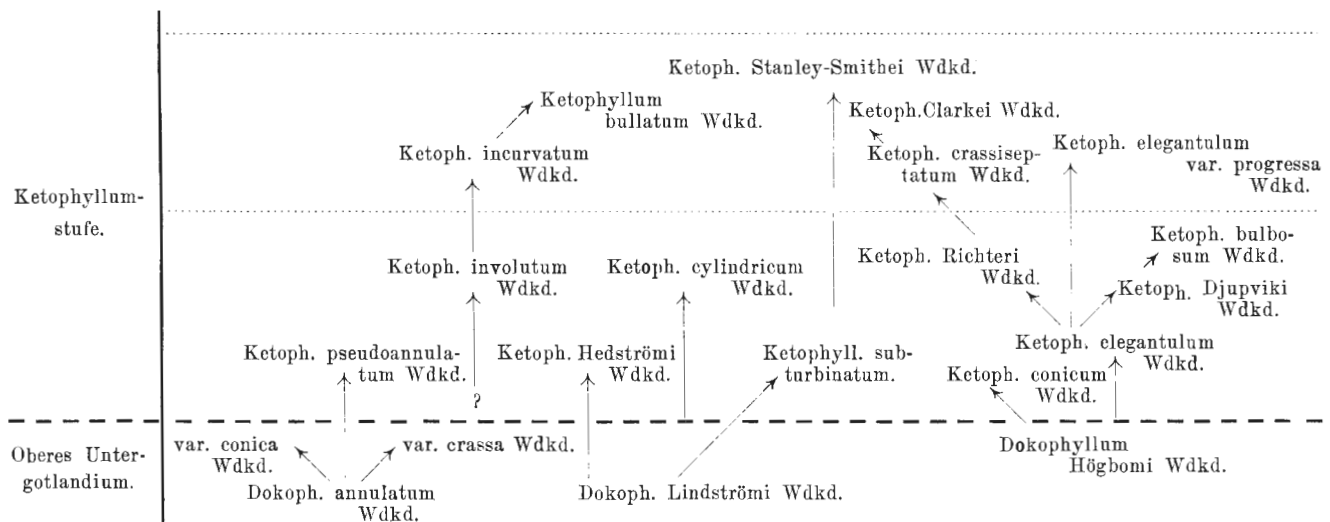 Ketoph. Stanley-Smithei Wdkd.
Ketophyllum
bullatum Wdkd.
Ketoph. Clarkei Wdkd.
Ketoph. incurvatum
Wdkd.
Ketoph. crassisep-
tatum Wdkd.
Ketoph. elegantulum
var. progressa
Wdkd.
Ketophyllum-
stufe.
Ketoph. involutum
Wdkd.
Ketoph. cylindricum
Wdkd.
Ketoph. Richteri
Wdkd.
Ketoph. bulbo-
sum Wdkd.
Ketoph. Djupviki
Wdkd.
Ketoph. pseudoannula-
tum Wdkd.
Ketoph. Hedströmi
Wdkd.
Ketophyll. sub-
turbinatum.
Ketoph. elegantulum
Wdkd.
Ketoph. conicum
Wdkd.
?
Oberes Unter-
gotlandium.
var. conica
Wdkd.
var. crassa Wdkd.
Dokophyllum
Högbomi Wdkd.
Dokoph. annulatum
Wdkd.
Dokoph. Lindströmi Wdkd.